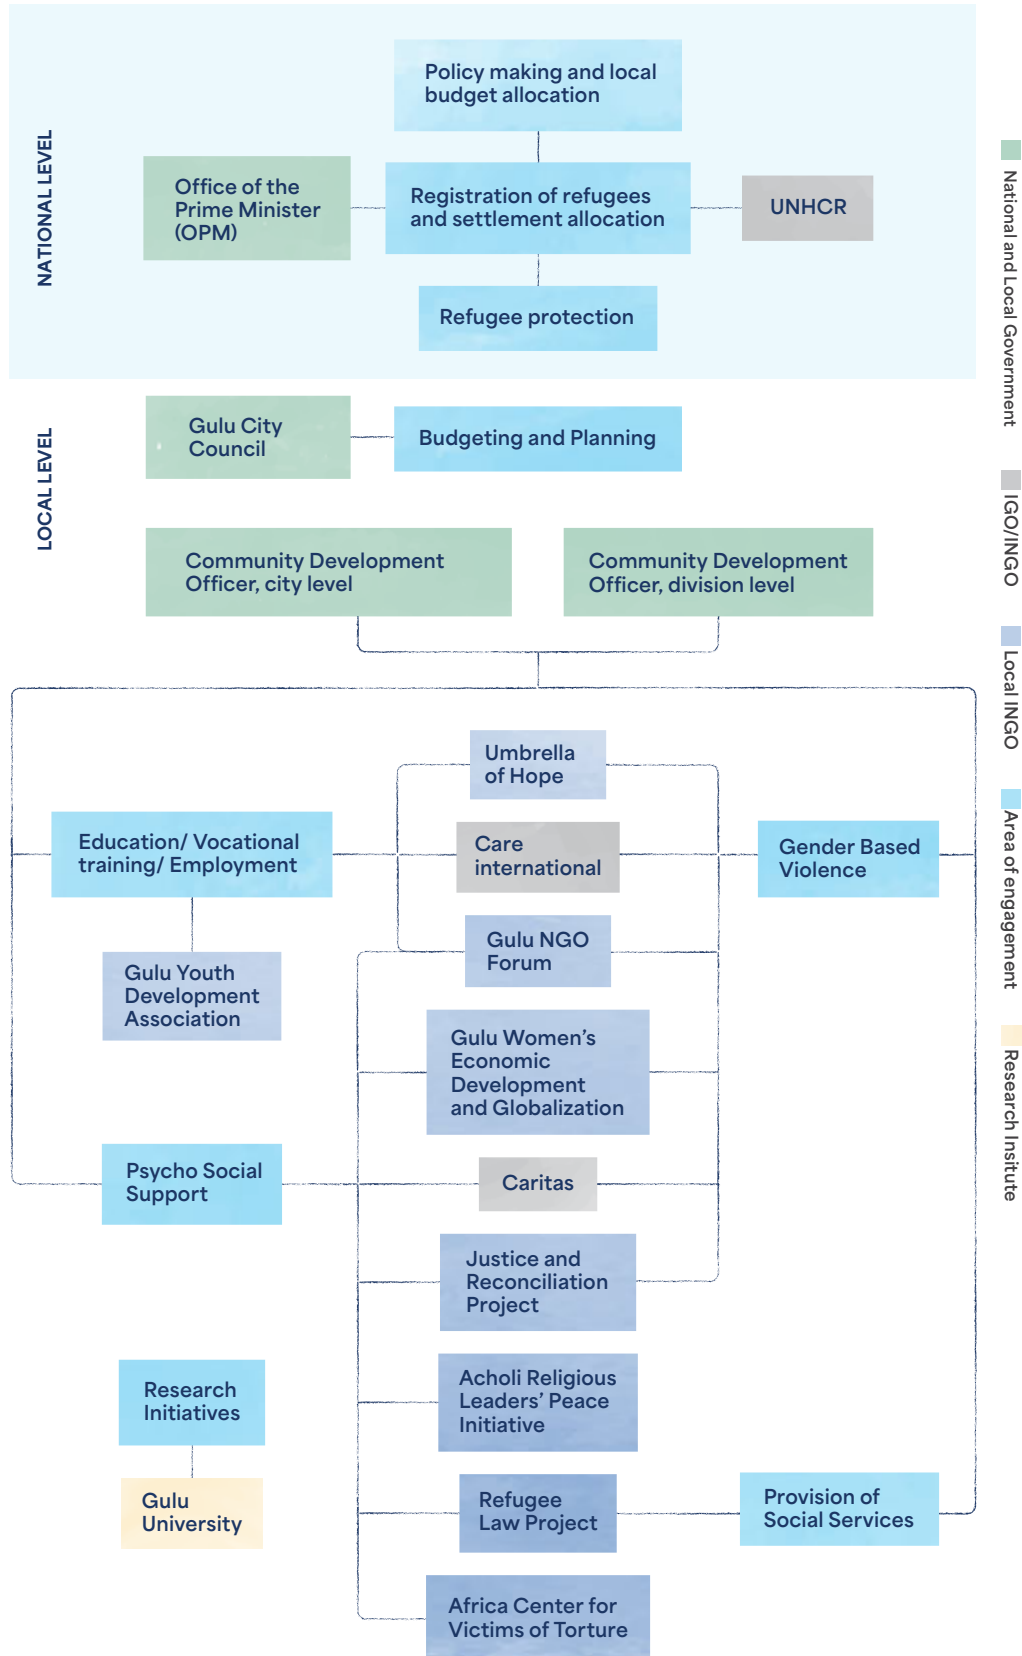 NATIONAL LEVEL
Policy making and local
budget allocation
Office of the
Prime Minister
(OPM)
Registration of refugees
and settlement allocation
UNHCR
Refugee protection
LOCAL LEVEL
Gulu City
Council
Budgeting and Planning
Community Development
Officer, city level
Community Development
Officer, division level
Umbrella
of Hope
Education/ Vocational
training/ Employment
Care
international
Gender Based
Violence
Gulu NGO
Forum
Gulu Youth
Development
Association
Gulu Women’s
Economic
Development
and Globalization
Psycho Social
Support
Caritas
Justice and
Reconciliation
Project
Research
Initiatives
Acholi Religious
Leaders’ Peace
Initiative
Gulu
University
Refugee
Law Project
Provision of
Social Services
Africa Center for
Victims of Torture
National and Local Government
IGO/INGO
Local INGO
Area of engagement
Research Insitute